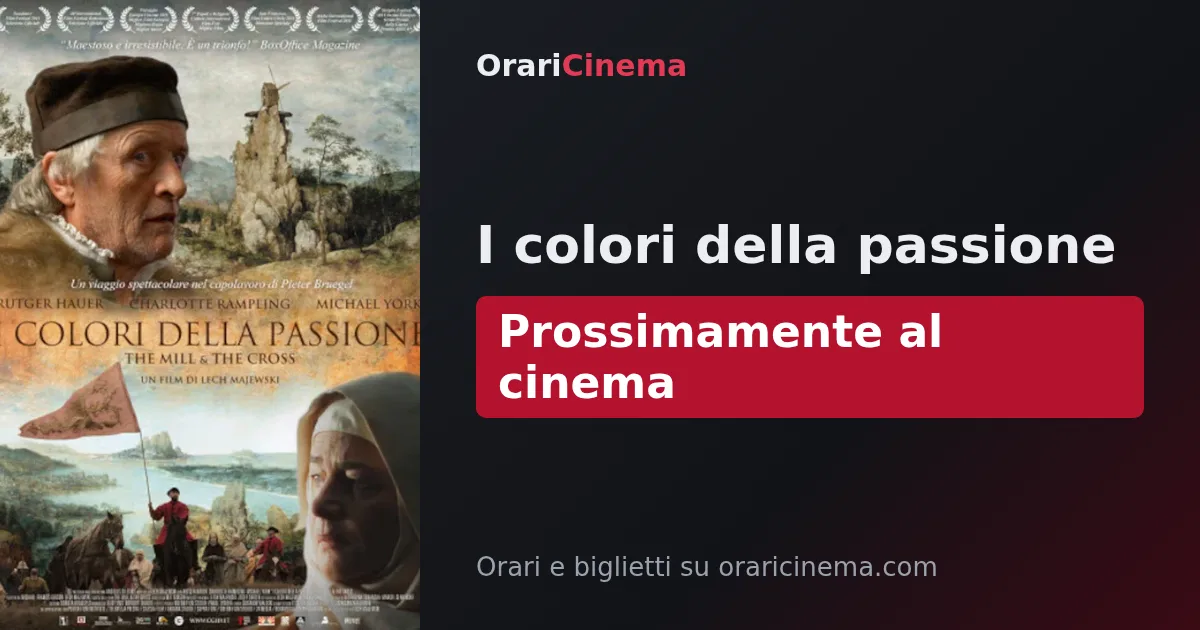 "Maestoso e irresistibile. È un trionfo!" BoxOffice Magazine
Un viaggio spettacolare nel capolavoro di Pieter Bruegel
RUTGER HAUER CHARLOTTE RAMPLING MICHAEL YORK
I COLORI DELLA PASSIONE
THE MILL & THE CROSS
UN FILM DI LECH MAJEWSKI
OrariCinema
I colori della passione
Prossimamente al
cinema
Orari e biglietti su oraricinema.com